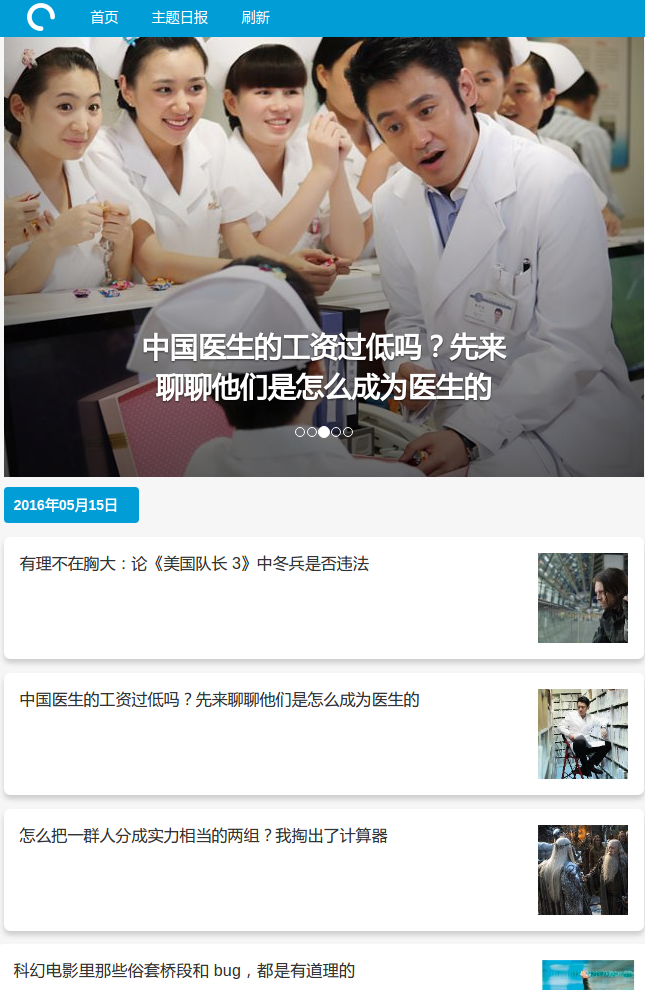 首页 主题日报 刷新
中国医生的工资过低吗？先来
聊聊他们是怎么成为医生的
2016年05月15日
有理不在胸大：论《美国队长 3》中冬兵是否违法
中国医生的工资过低吗？先来聊聊他们是怎么成为医生的
怎么把一群人分成实力相当的两组？我掏出了计算器
科幻电影里那些俗套桥段和 bug，都是有道理的